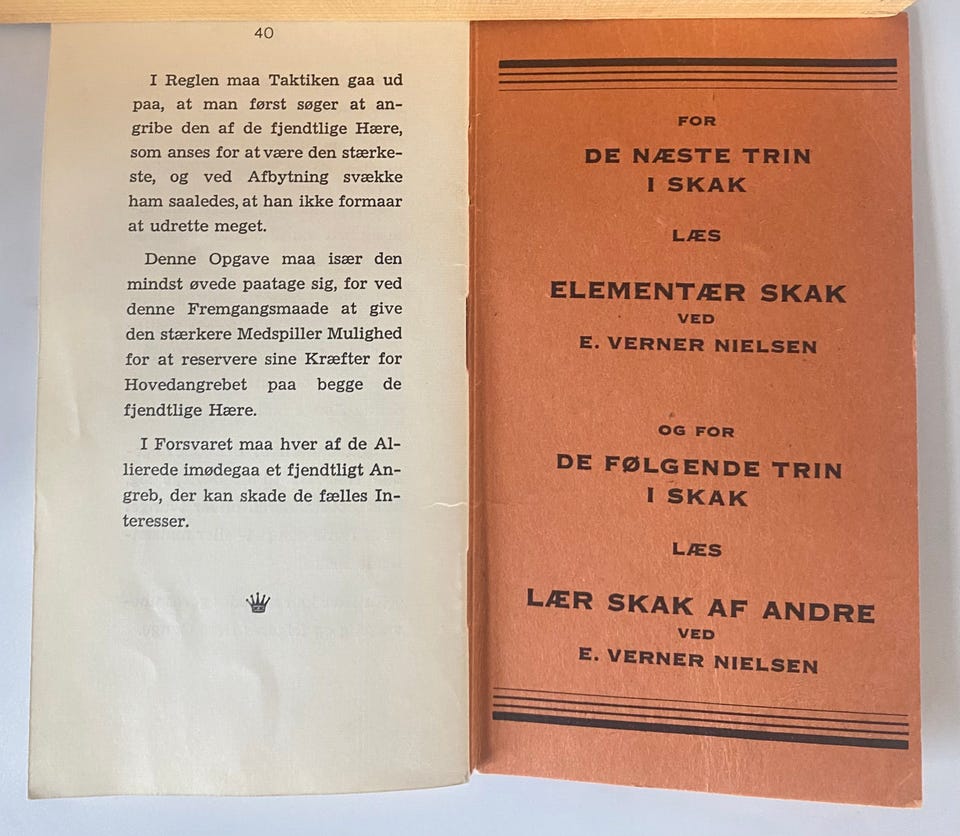 40
I Reglen maa Taktiken gaa ud
paa, at man først søger at an-
gribe den af de fjendtlige Hære,
som anses for at være den stærke-
ste, og ved Afbytning svække
ham saaledes, at han ikke formaar
at udrette meget.
Denne Opgave maa især den
mindst øvede paatage sig, for ved
denne Fremgangsmaade at give
den stærkere Medspiller Mulighed
for at reservere sine Kræfter for
Hovedangrebet paa begge de
fjendtlige Hære.
I Forsvaret maa hver af de Al-
lierede imødegaa et fjendtligt An-
greb, der kan skade de fælles In-
teresser.
FOR
DE NÆSTE TRIN
I SKAK
LÆS
ELEMENTÆR SKAK
VED
E. VERNER NIELSEN
OG FOR
DE FØLGENDE TRIN
I SKAK
LÆS
LÆR SKAK AF ANDRE
VED
E. VERNER NIELSEN